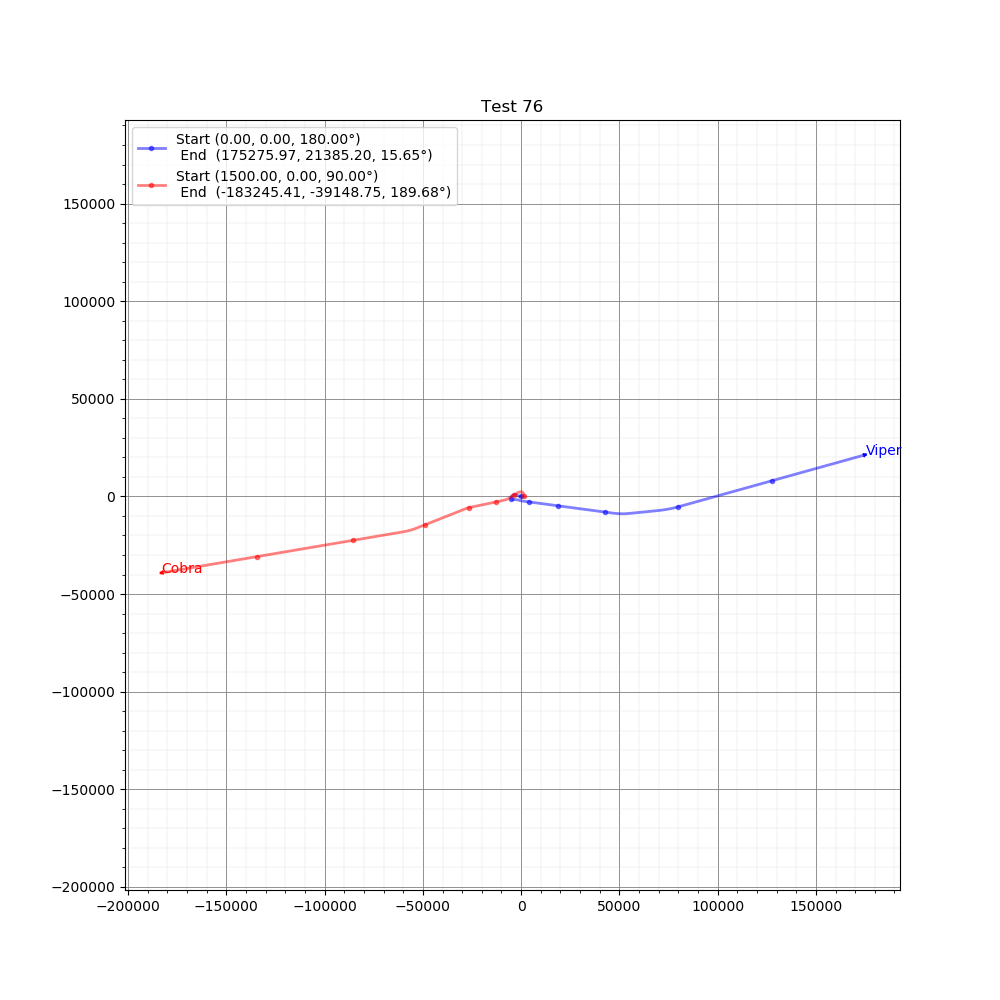 Test 76
Start (0.00, 0.00, 180.00°)
End (175275.97, 21385.20, 15.65°)
Start (1500.00, 0.00, 90.00°)
End (-183245.41, -39148.75, 189.68°)
150000
100000
50000
0
−50000
−100000
−150000
−200000
Viper
Cobra
−200000
−150000
−100000
−50000
0
50000
100000
150000